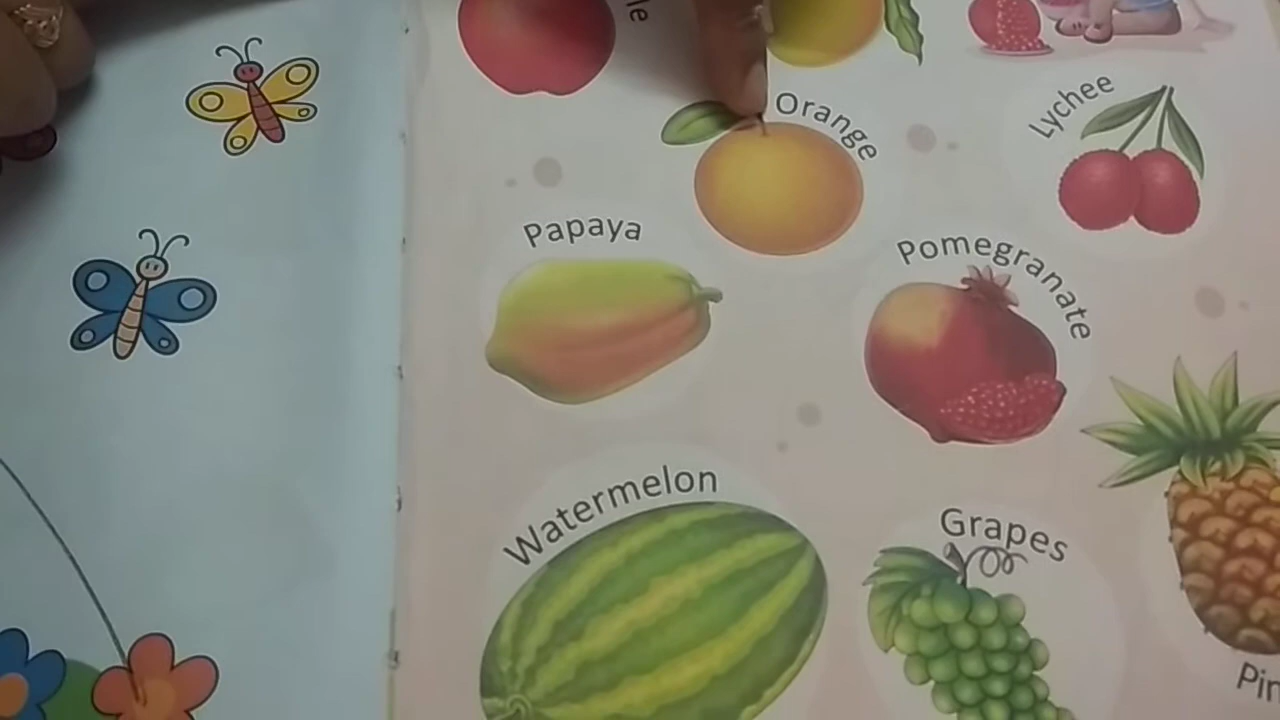 Orange
Lychee
Papaya
Pomegranate
Watermelon
Grapes